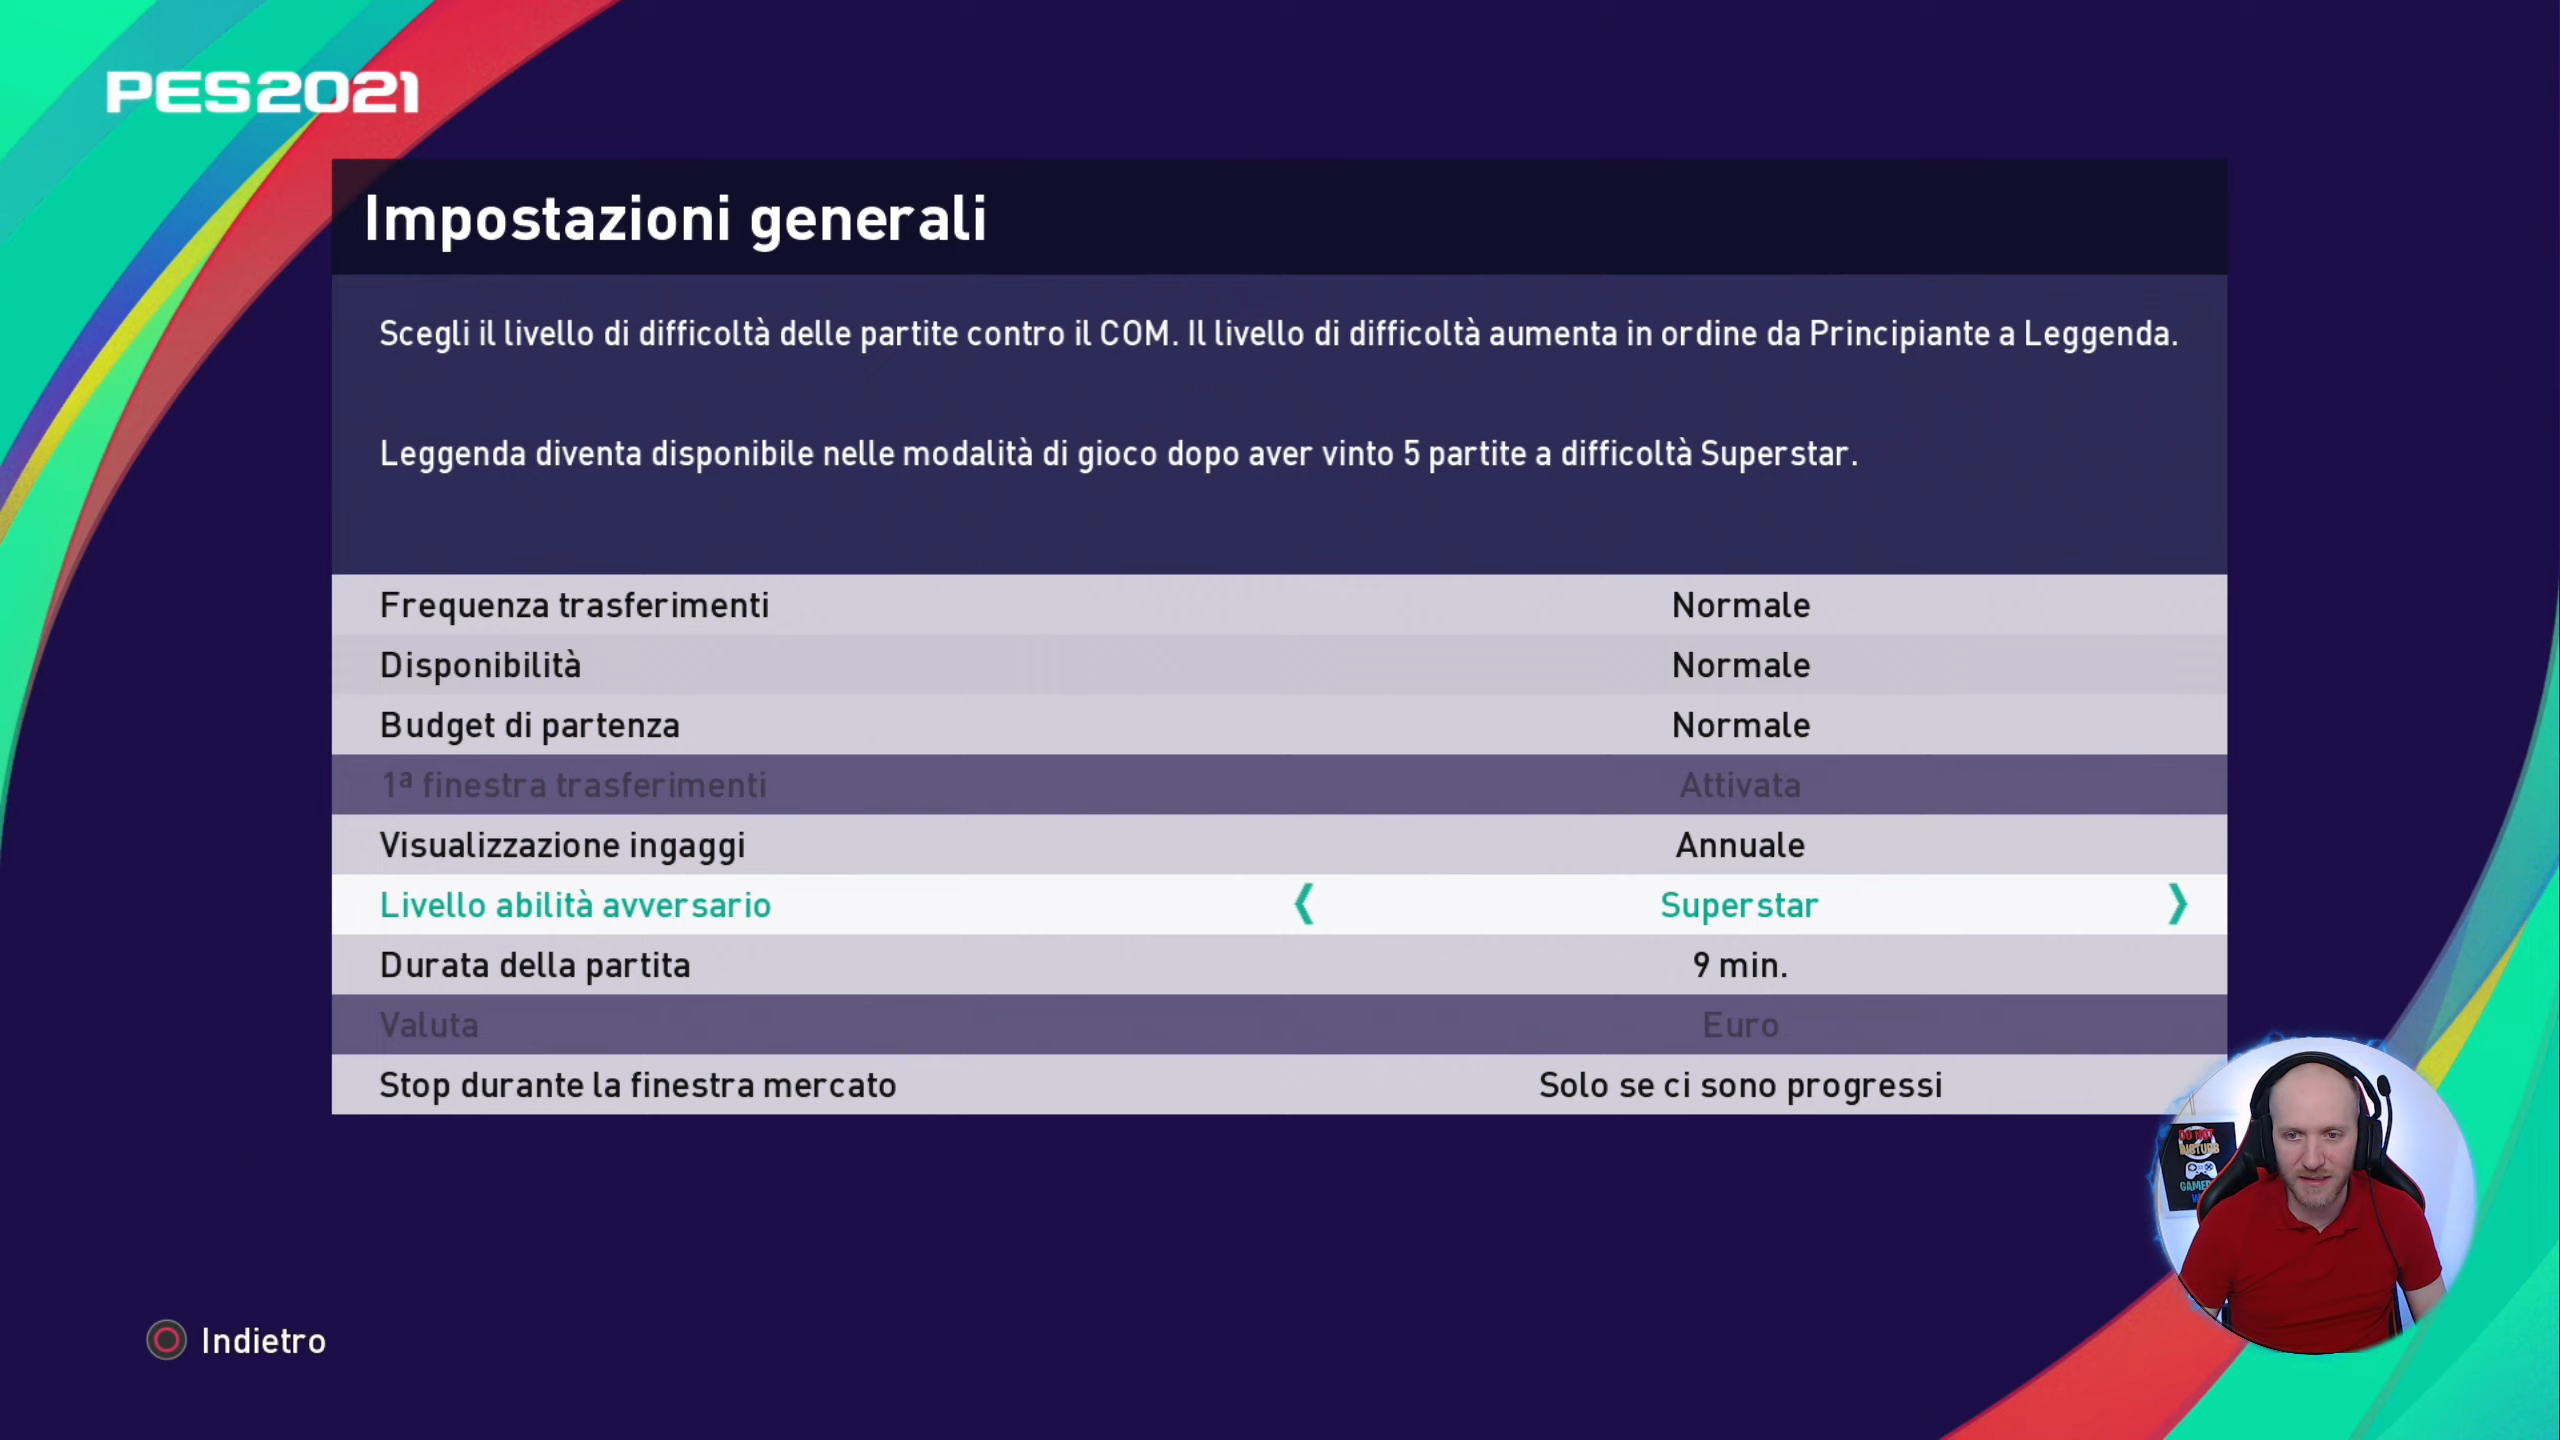 PES2021
Impostazioni generali
Scegli il livello di difficoltà delle partite contro il COM. Il livello di difficoltà aumenta in ordine da Principiante a Leggenda.
Leggenda diventa disponibile nelle modalità di gioco dopo aver vinto 5 partite a difficoltà Superstar.
Frequenza trasferimenti Normale
Disponibilità Normale
Budget di partenza Normale
1ª finestra trasferimenti Attivata
Visualizzazione ingaggi Annuale
Livello abilità avversario ❮ Superstar ❯
Durata della partita 9 min.
Valuta Euro
Stop durante la finestra mercato Solo se ci sono progressi
DO NOT
DISTURB
Indietro